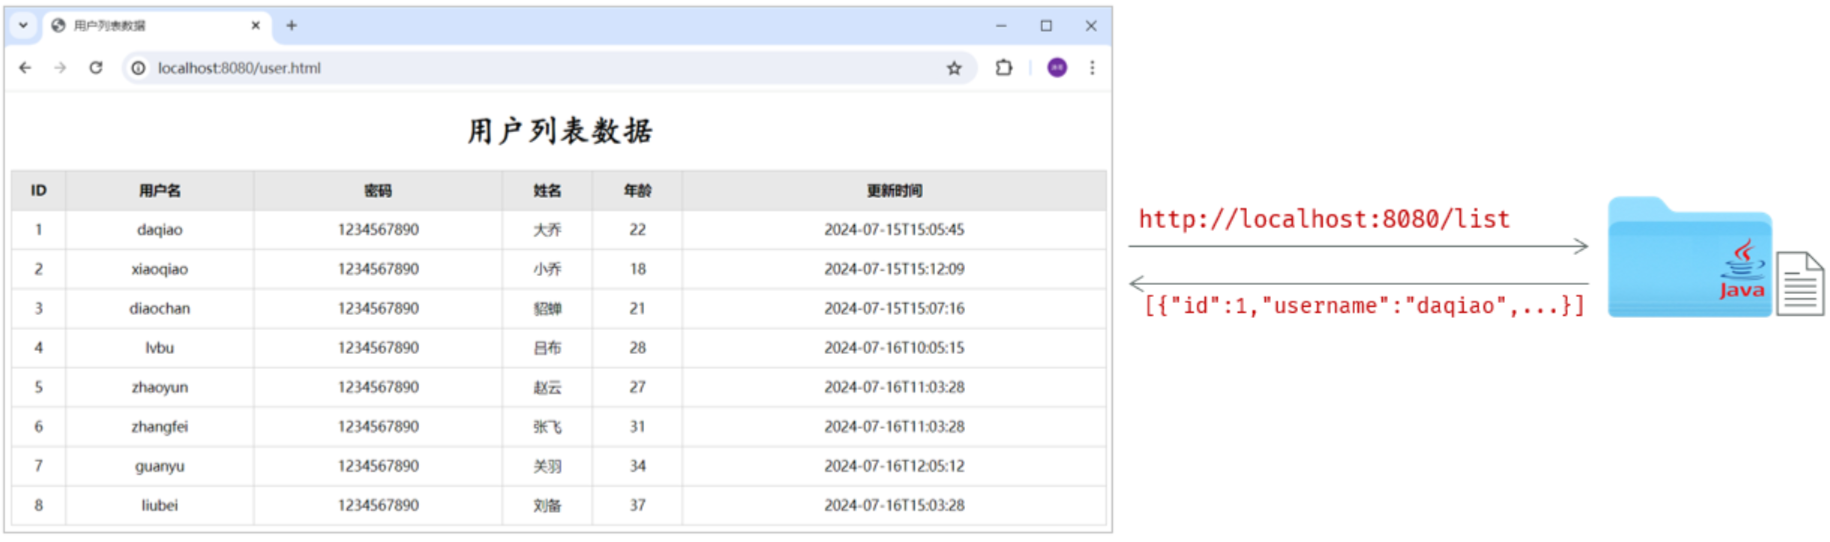 用户列表数据
localhost:8080/user.html
用户列表数据
ID 用户名 密码 姓名 年龄 更新时间
1 daqiao 1234567890 大乔 22 2024-07-15T15:05:45
2 xiaoqiao 1234567890 小乔 18 2024-07-15T15:12:09
3 diaochan 1234567890 貂蝉 21 2024-07-15T15:07:16
4 lvbu 1234567890 吕布 28 2024-07-16T10:05:15
5 zhaoyun 1234567890 赵云 27 2024-07-16T11:03:28
6 zhangfei 1234567890 张飞 31 2024-07-16T11:03:28
7 guanyu 1234567890 关羽 34 2024-07-16T12:05:12
8 liubei 1234567890 刘备 37 2024-07-16T15:03:28
http://localhost:8080/list
[{"id":1,"username":"daqiao",...}]
Java